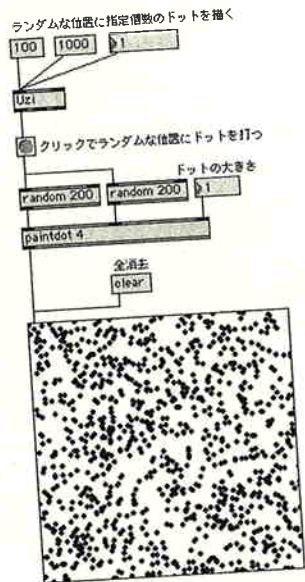 ランダムな位置に指定個数のドットを描く
100 1000 1
Uzi
クリックでランダムな位置にドットを打つ
ドットの大きさ
random 200 random 200 1
paintdot 4
全消去
clear